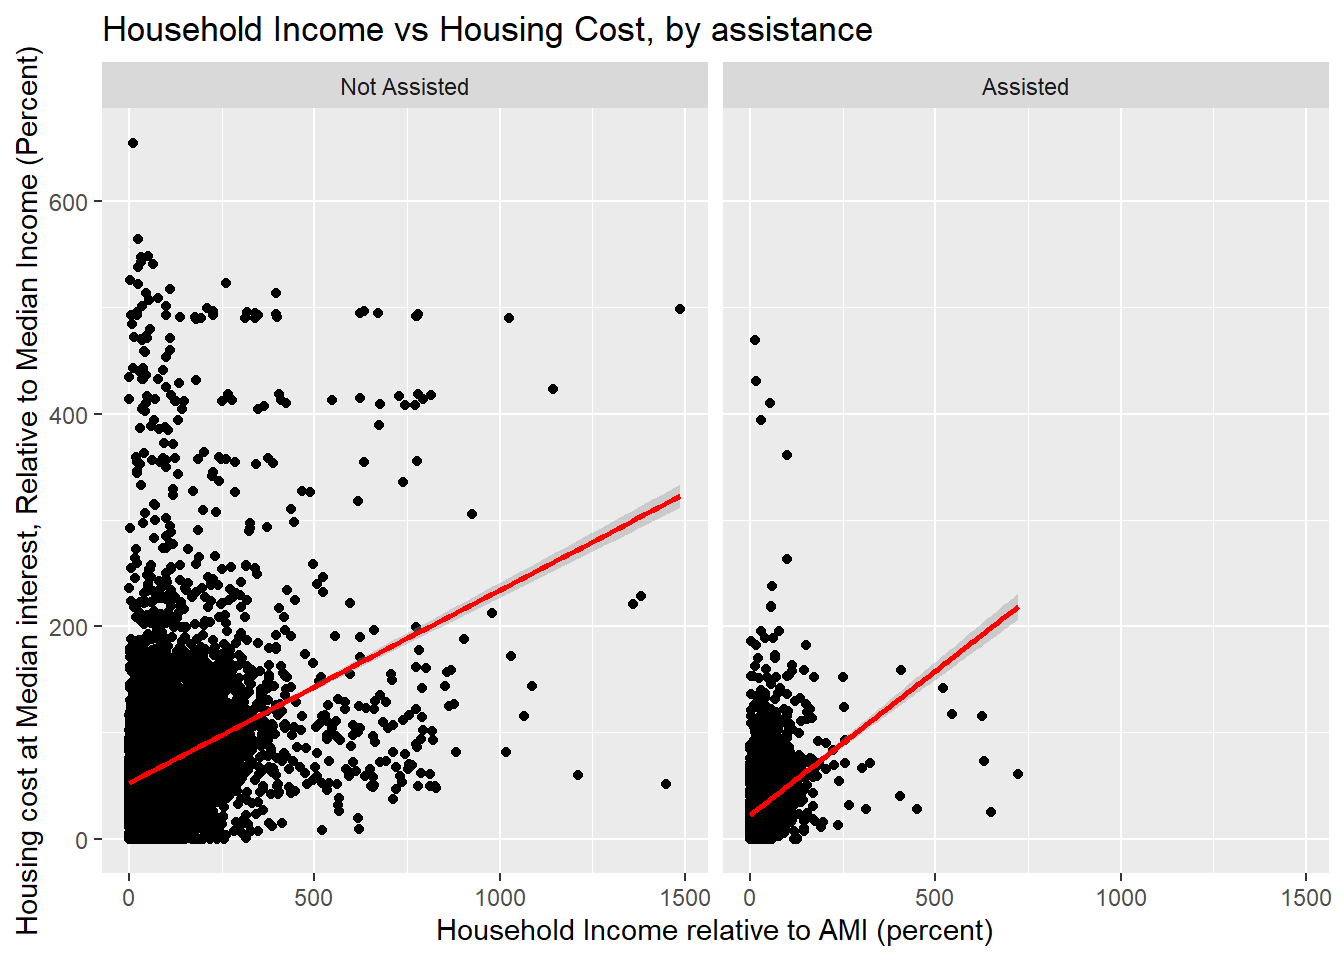 Household Income vs Housing Cost, by assistance
Not Assisted
Assisted
Housing cost at Median interest, Relative to Median Income (Percent)
600
400
200
0
0
500
1000
1500
0
500
1000
1500
Household Income relative to AMI (percent)